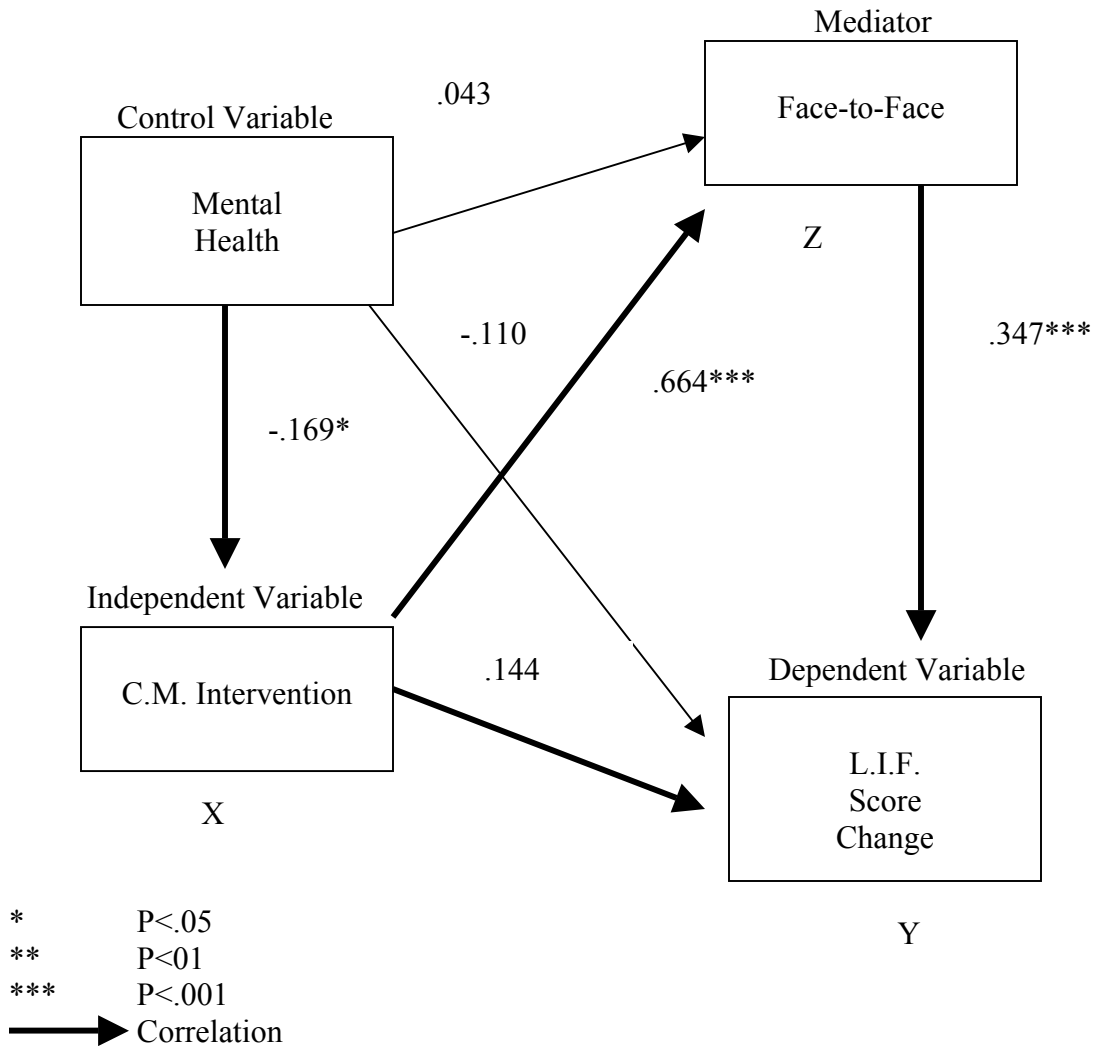 Mediator
Face-to-Face
.043
Control Variable
Mental
Health
Z
-.110
.347***
.664***
-.169*
Independent Variable
C.M. Intervention
.144
Dependent Variable
L.I.F.
Score
Change
X
Y
* P<.05
** P<01
*** P<.001
Correlation